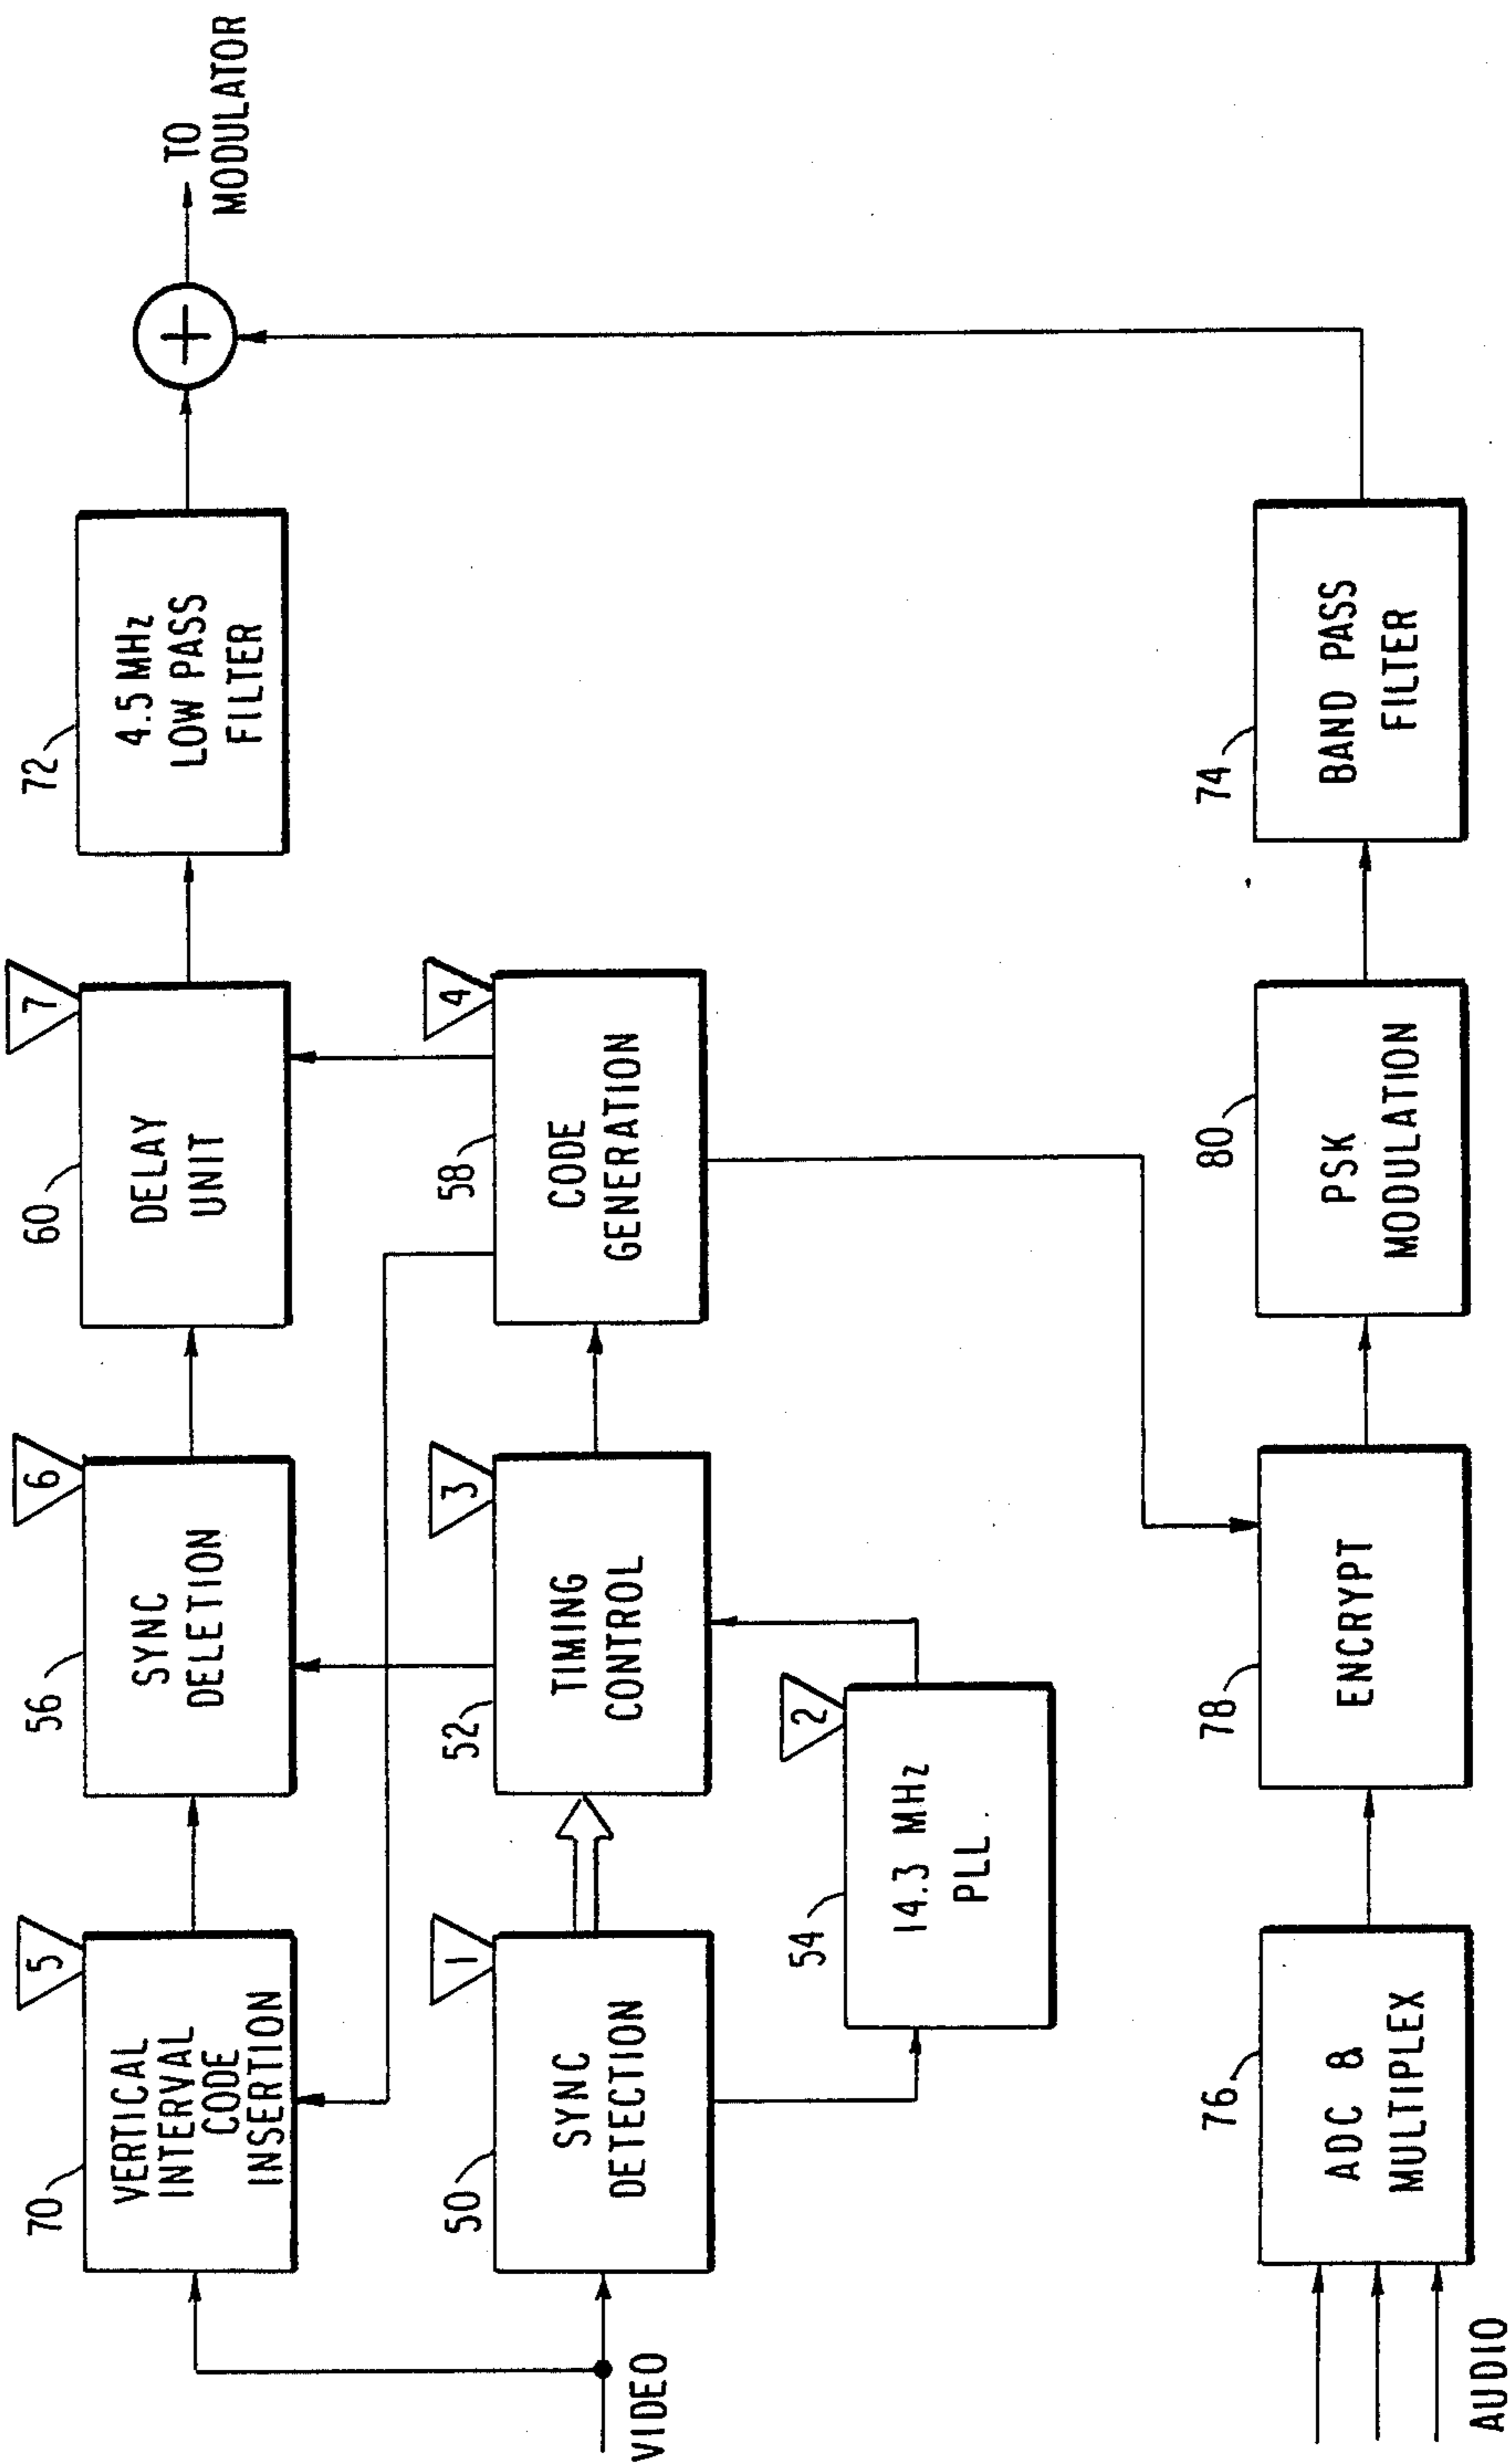 70
VERTICAL
INTERVAL
CODE
INSERTION
5
56
SYNC
DELETION
6
60
DELAY
UNIT
7
72
4.5 MHz
LOW PASS
FILTER
+
TO
MODULATOR
VIDEO
50
SYNC
DETECTION
1
52
TIMING
CONTROL
3
58
CODE
GENERATION
4
54
14.3 MHz
PLL.
2
AUDIO
76
ADC &
MULTIPLEX
78
ENCRYPT
80
PSK
MODULATION
74
BAND PASS
FILTER